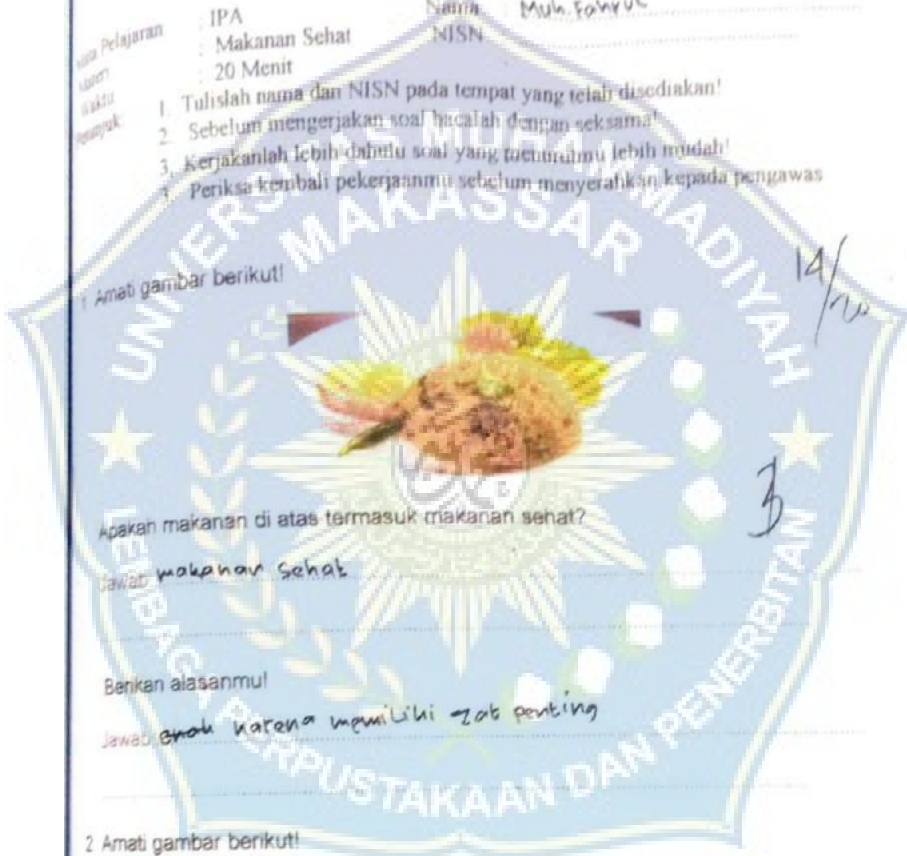 Mata Pelajaran : IPA
Nama Muh. Fahrul
Materi : Makanan Sehat
NISN
Waktu : 20 Menit
Petunjuk: 1. Tulislah nama dan NISN pada tempat yang telah disediakan!
2. Sebelum mengerjakan soal bacalah dengan seksama!
3. Kerjakanlah lebih dahulu soal yang menurutmu lebih mudah!
Periksa kembali pekerjaanmu sebelum menyerahkan kepada pengawas
UNIVERSITAS MUHAMMADIYAH
MAKASSAR
14/20
1 Amati gambar berikut!
3
Apakah makanan di atas termasuk makanan sehat?
Jawab makanan sehat
Berikan alasanmu!
Jawab enak karena memiliki zat penting
LEMBAGA PERPUSTAKAAN DAN PENERBITAN
2 Amati gambar berikut!